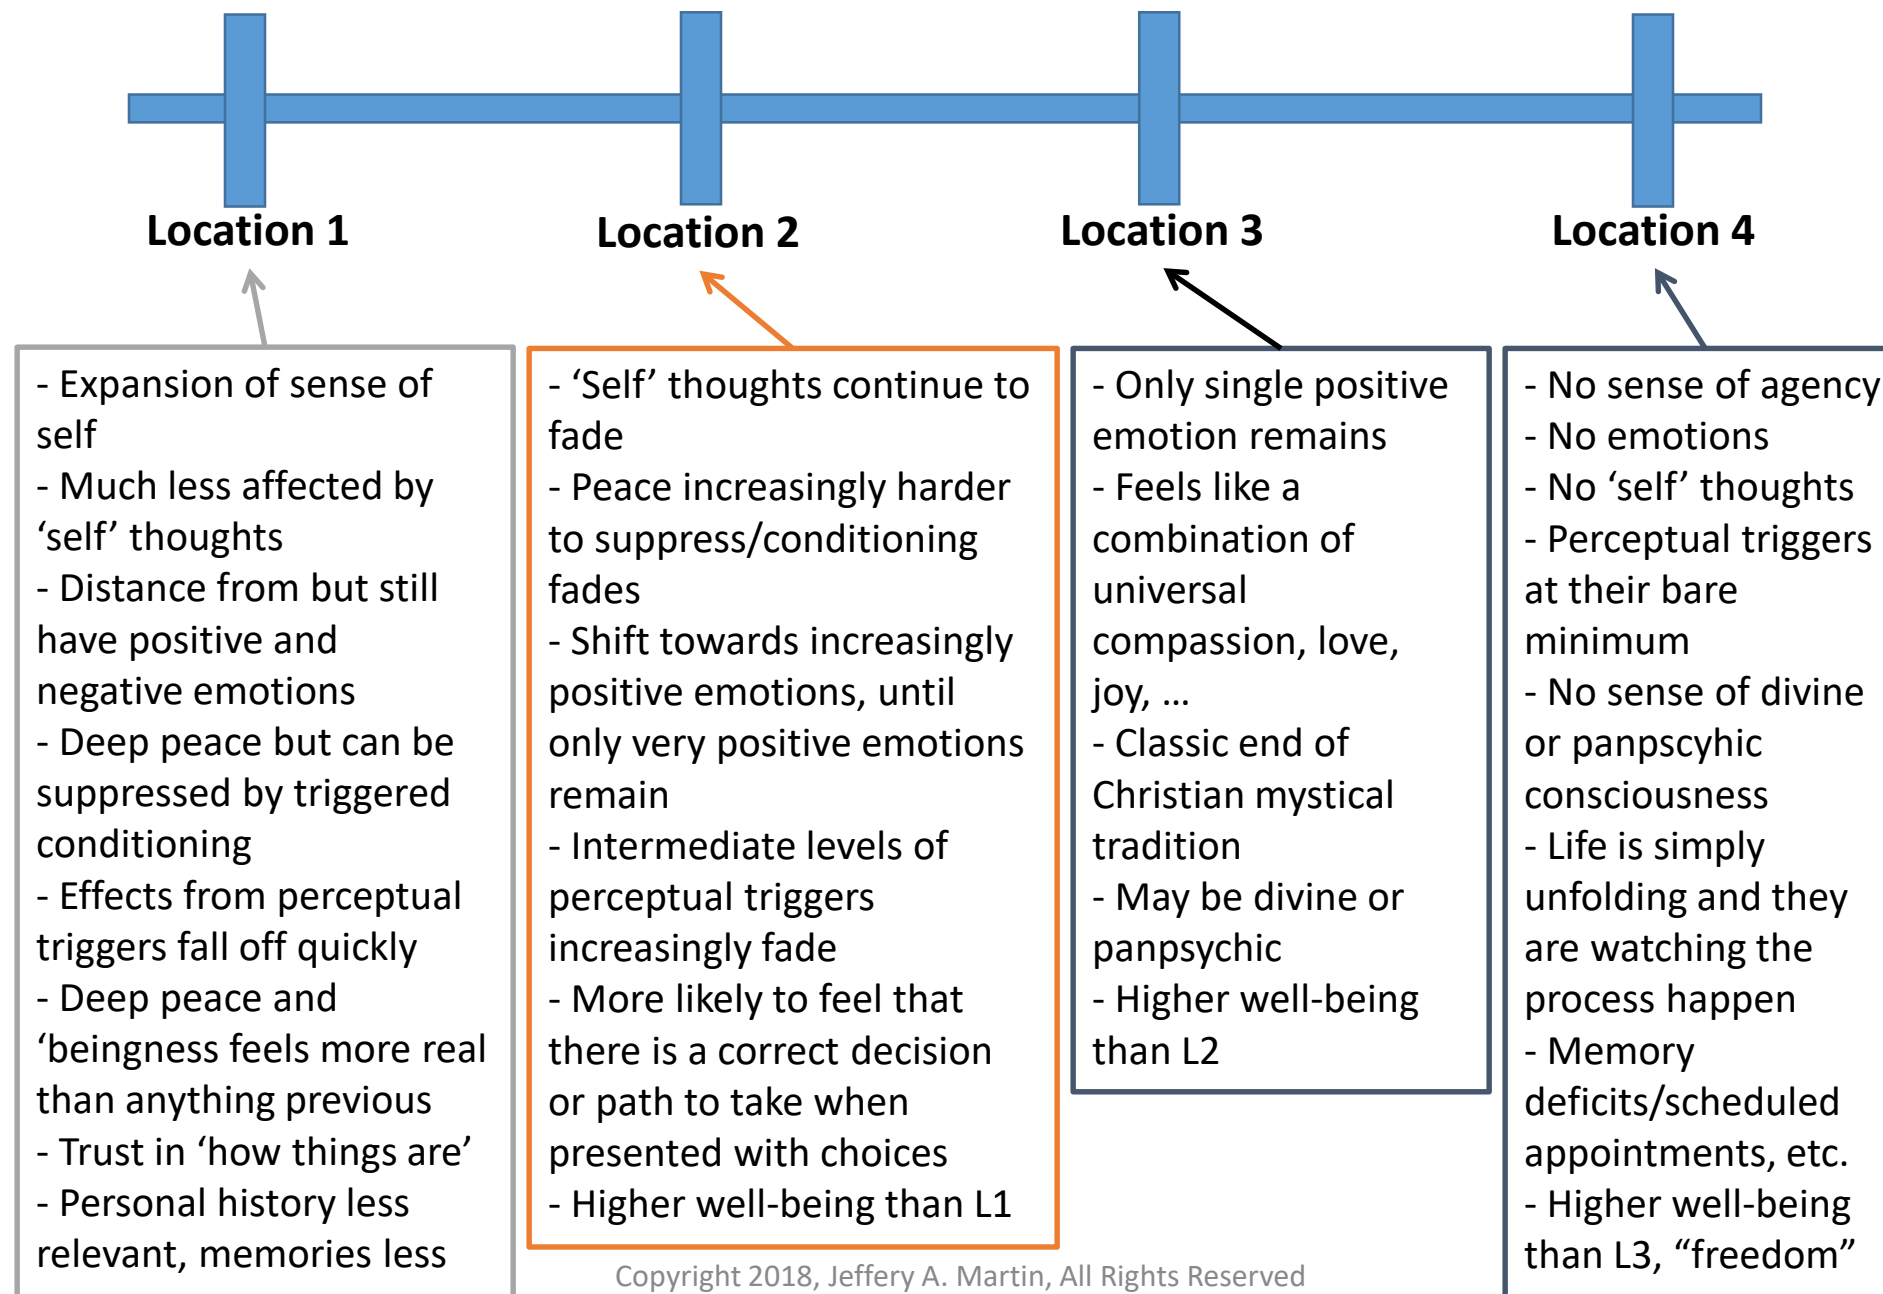 Location 1
Location 2
Location 3
Location 4
- Expansion of sense of
self
- Much less affected by
‘self’ thoughts
- Distance from but still
have positive and
negative emotions
- Deep peace but can be
suppressed by triggered
conditioning
- Effects from perceptual
triggers fall off quickly
- Deep peace and
‘beingness feels more real
than anything previous
- Trust in ‘how things are’
- Personal history less
relevant, memories less
- ‘Self’ thoughts continue to
fade
- Peace increasingly harder
to suppress/conditioning
fades
- Shift towards increasingly
positive emotions, until
only very positive emotions
remain
- Intermediate levels of
perceptual triggers
increasingly fade
- More likely to feel that
there is a correct decision
or path to take when
presented with choices
- Higher well-being than L1
- Only single positive
emotion remains
- Feels like a
combination of
universal
compassion, love,
joy, ...
- Classic end of
Christian mystical
tradition
- May be divine or
panpsychic
- Higher well-being
than L2
- No sense of agency
- No emotions
- No ‘self’ thoughts
- Perceptual triggers
at their bare
minimum
- No sense of divine
or panpscyhic
consciousness
- Life is simply
unfolding and they
are watching the
process happen
- Memory
deficits/scheduled
appointments, etc.
- Higher well-being
than L3, “freedom”
Copyright 2018, Jeffery A. Martin, All Rights Reserved